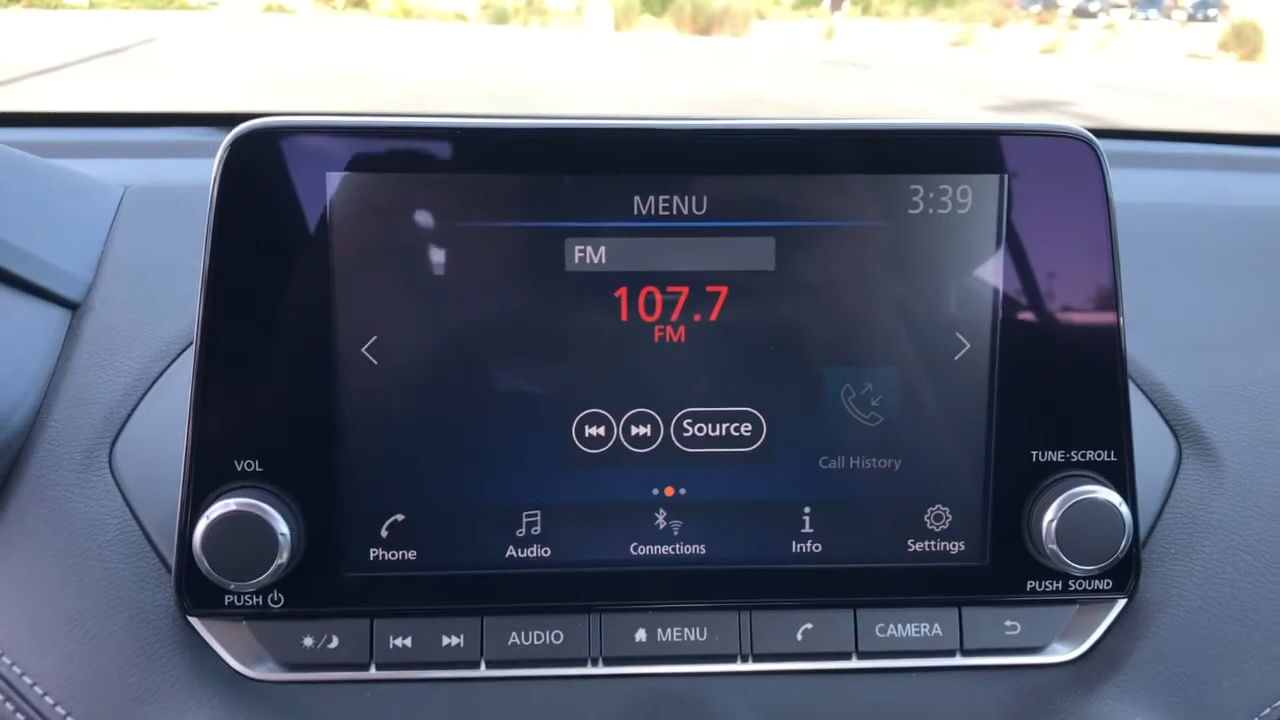 MENU
3:39
FM
107.7
FM
Source
Call History
VOL
TUNE·SCROLL
Phone
Audio
Connections
Info
Settings
PUSH
PUSH SOUND
AUDIO
MENU
CAMERA